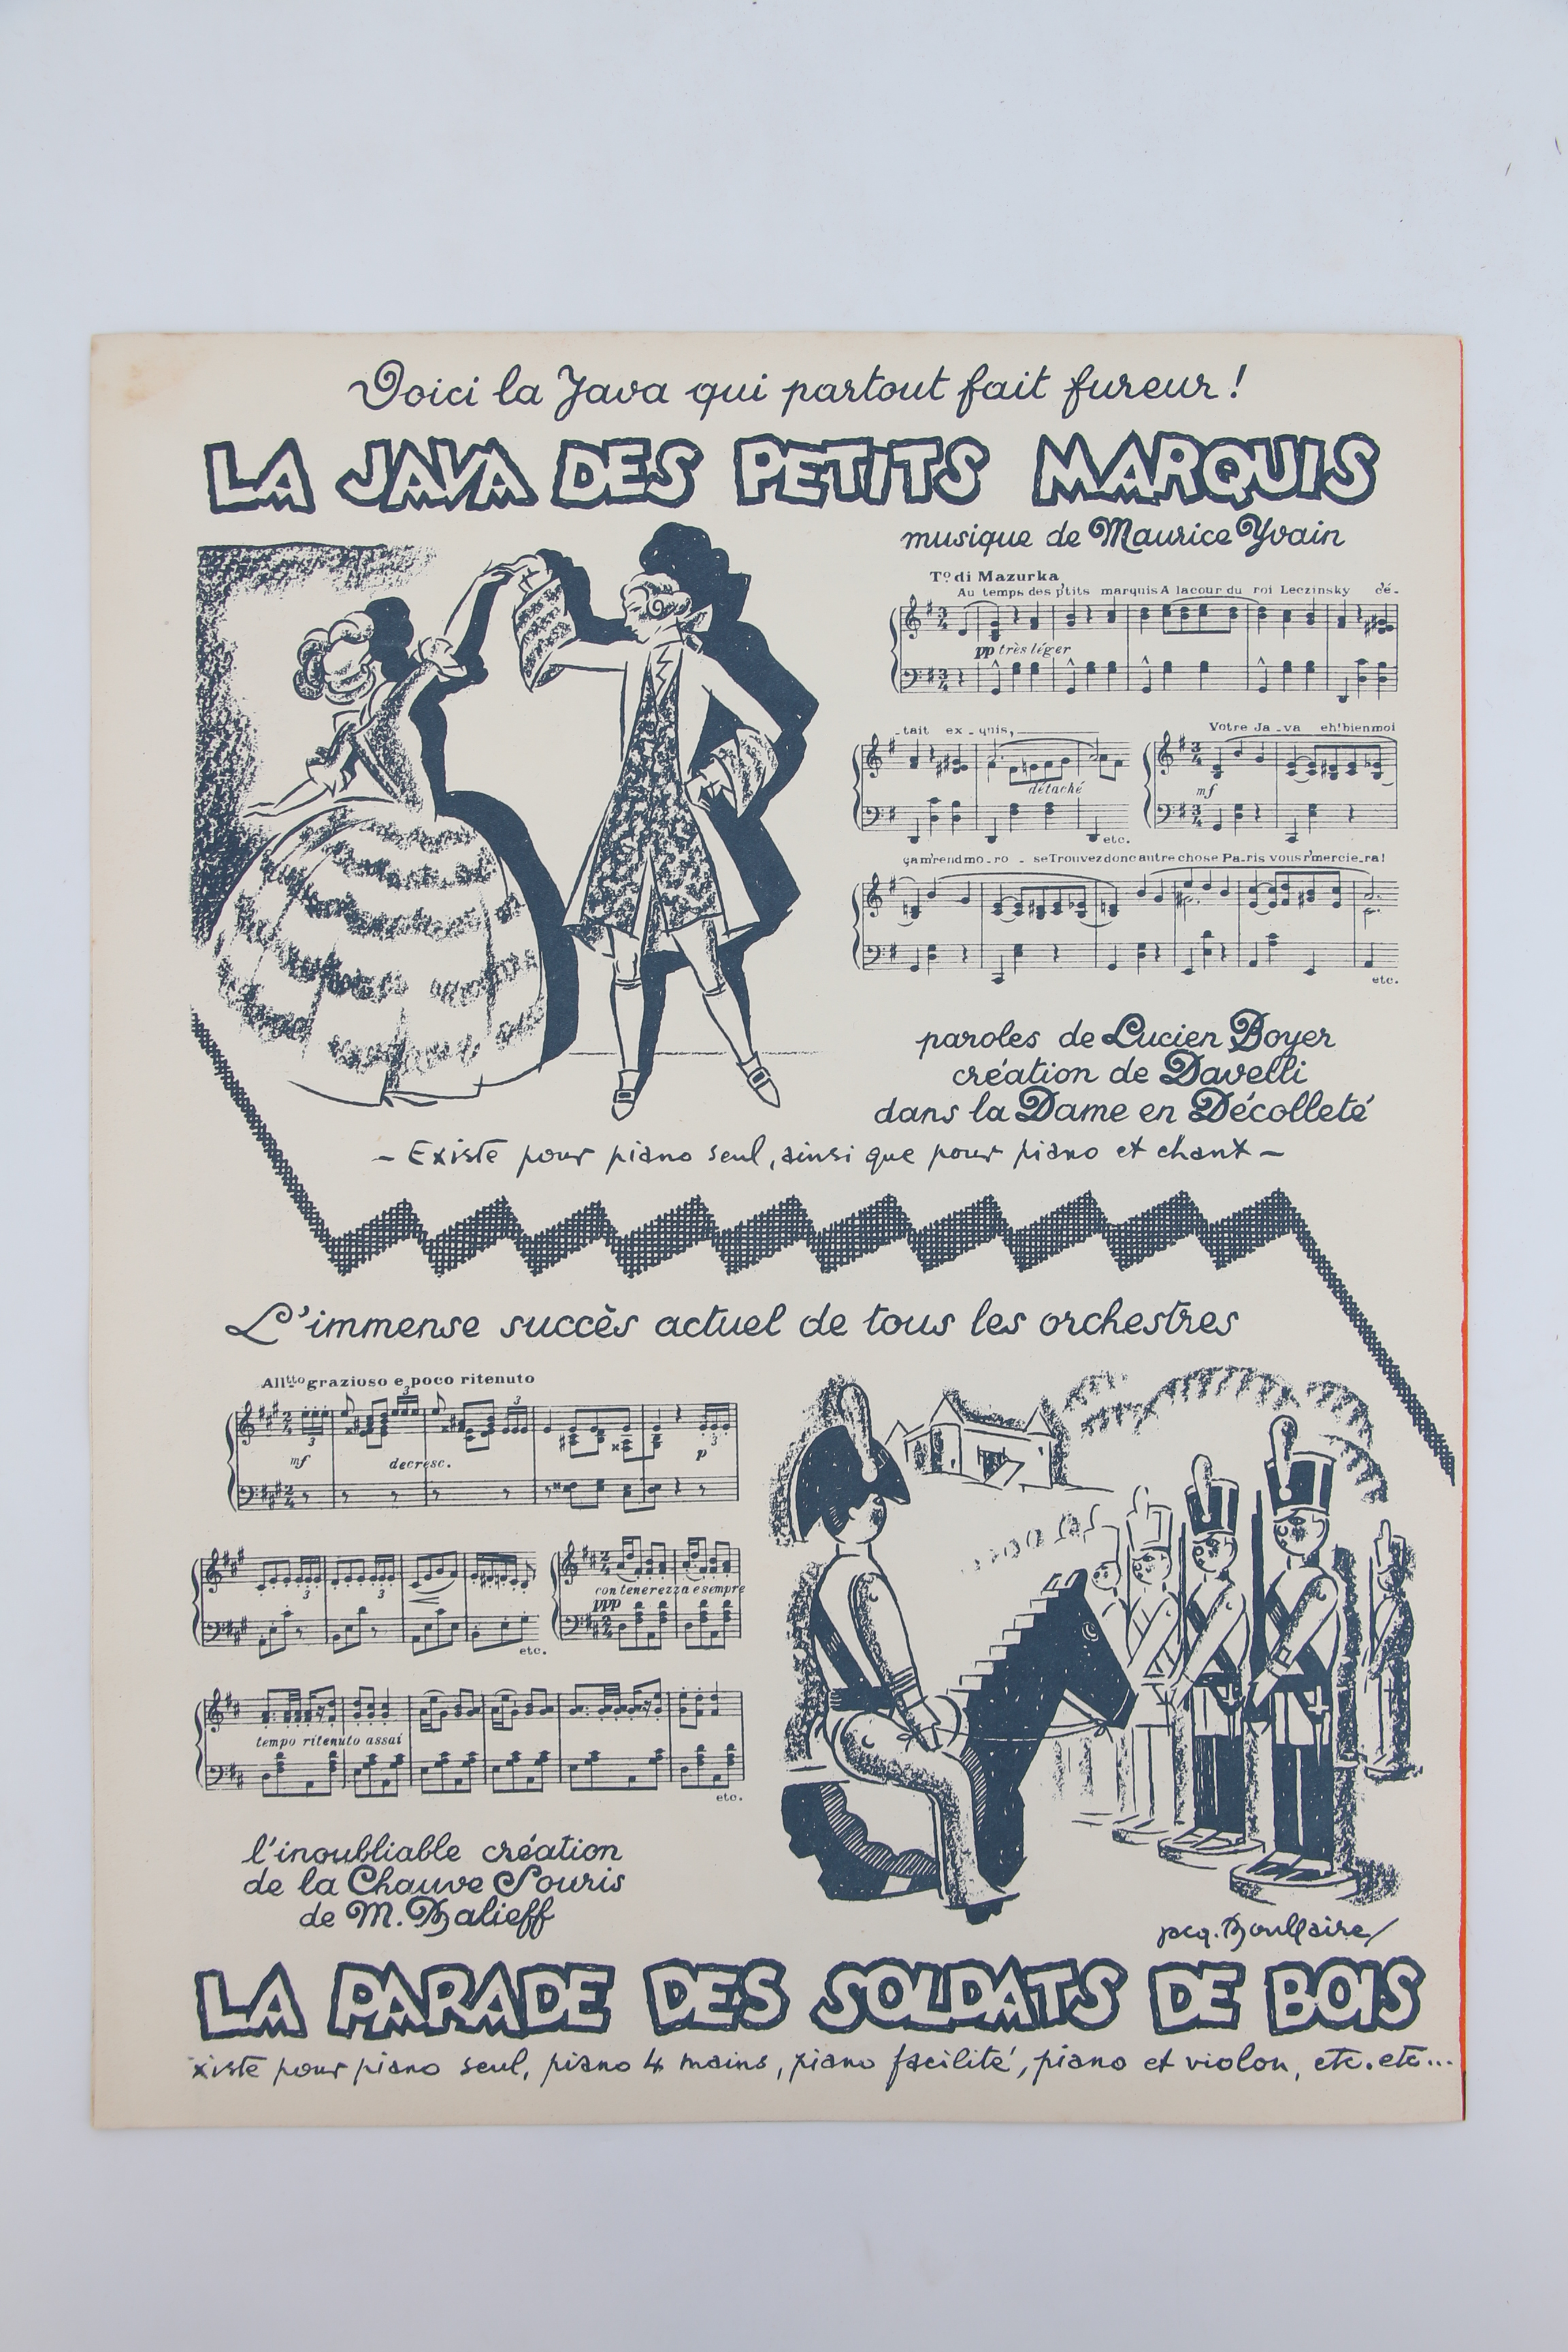 Voici la Java qui partout fait fureur !
LA JAVA DES PETITS MARQUIS
musique de Maurice Yvain
Tº di Mazurka
Au temps des p'tits marquis A la cour du roi Leczinsky c'é-
pp très léger
-tait ex-quis,
détaché
etc.
Votre Ja-va eh! bien moi
mf
ça m'rend mo-ro-se Trouvez donc autre chose Pa-ris vous r'mercie-ra!
etc.
paroles de Lucien Boyer
création de Davelli
dans la Dame en Décolleté
- Existe pour piano seul, ainsi que pour piano et chant -
L'immense succès actuel de tous les orchestres
Allᵗᵗᵒ grazioso e poco ritenuto
mf
decresc.
p
etc.
con tenerezza e sempre
ppp
tempo ritenuto assai
etc.
l'inoubliable création
de la Chauve Souris
de M. Balieff
jacq. Boullaire
LA PARADE DES SOLDATS DE BOIS
xiste pour piano seul, piano 4 mains, piano facilité, piano et violon, etc. etc...